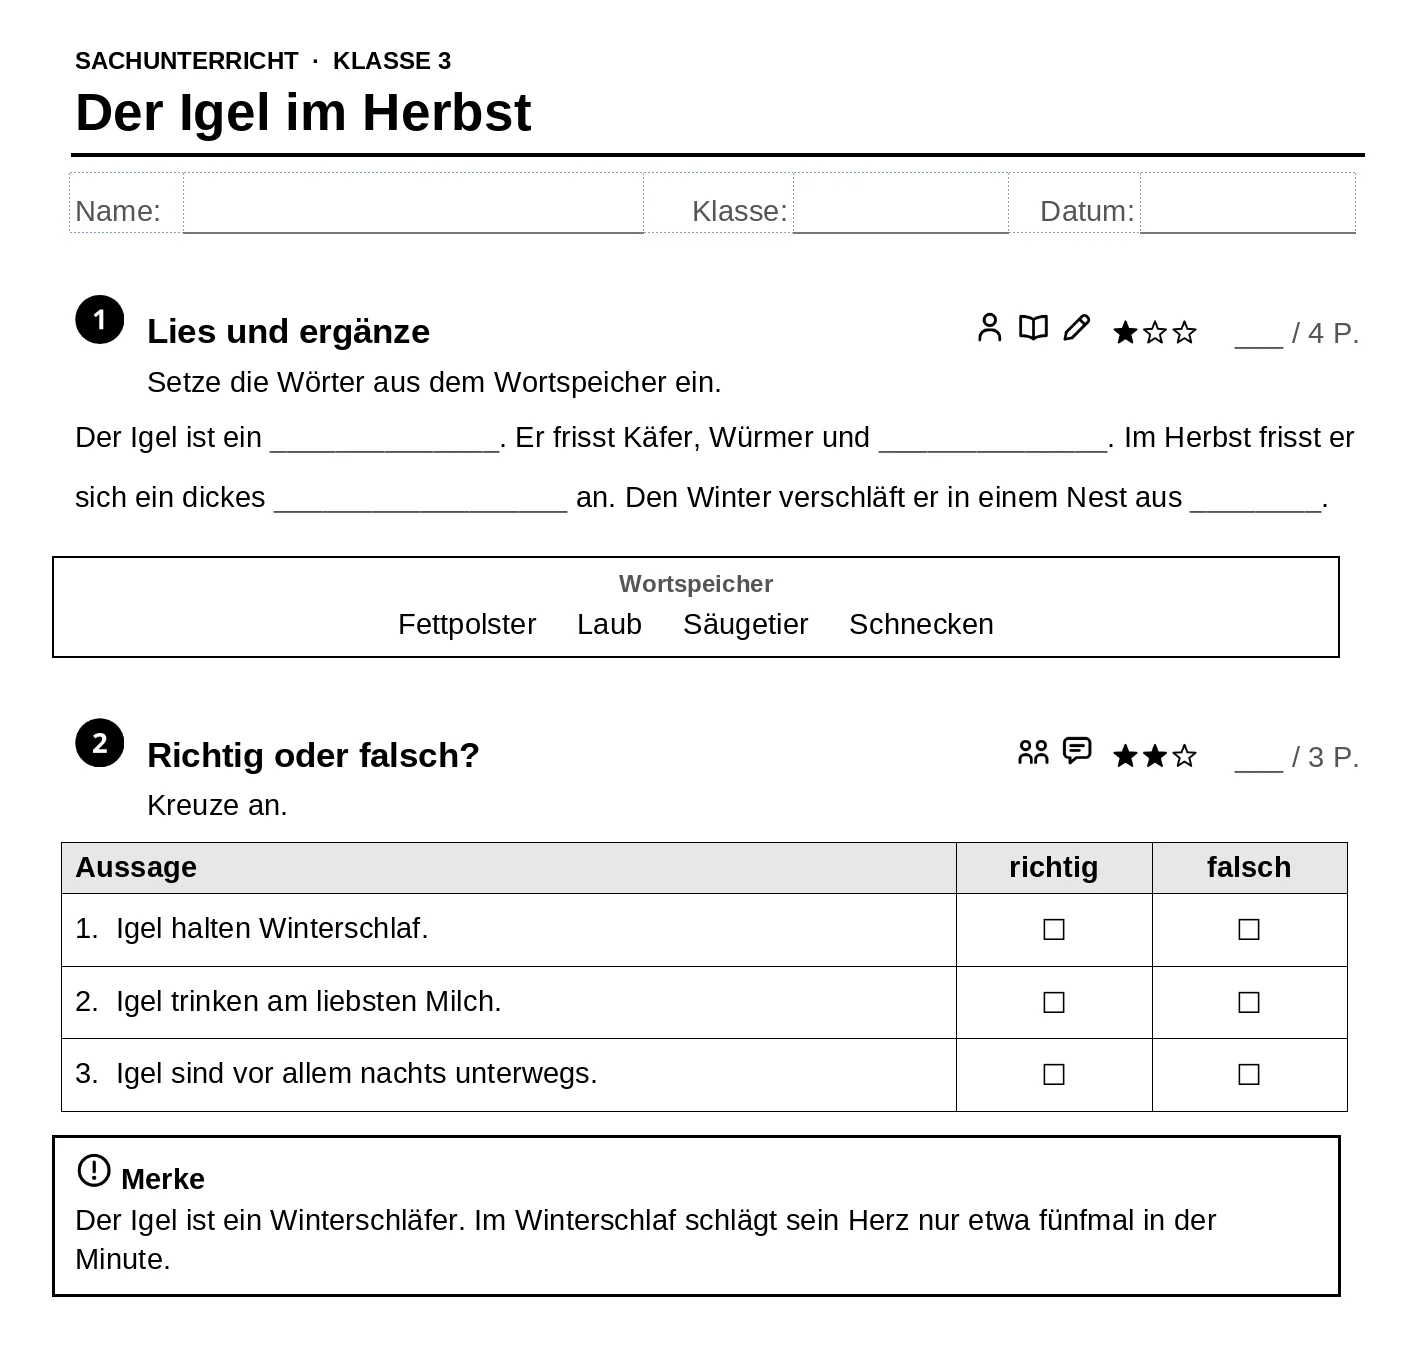 SACHUNTERRICHT · KLASSE 3
Der Igel im Herbst
Name: Klasse: Datum:
1 Lies und ergänze ★☆☆ ___ / 4 P.
Setze die Wörter aus dem Wortspeicher ein.
Der Igel ist ein ______________. Er frisst Käfer, Würmer und ______________. Im Herbst frisst er
sich ein dickes __________________ an. Den Winter verschläft er in einem Nest aus ________.
Wortspeicher
Fettpolster Laub Säugetier Schnecken
2 Richtig oder falsch? ★★☆ ___ / 3 P.
Kreuze an.
Aussage richtig falsch
1. Igel halten Winterschlaf. ☐ ☐
2. Igel trinken am liebsten Milch. ☐ ☐
3. Igel sind vor allem nachts unterwegs. ☐ ☐
Merke
Der Igel ist ein Winterschläfer. Im Winterschlaf schlägt sein Herz nur etwa fünfmal in der
Minute.